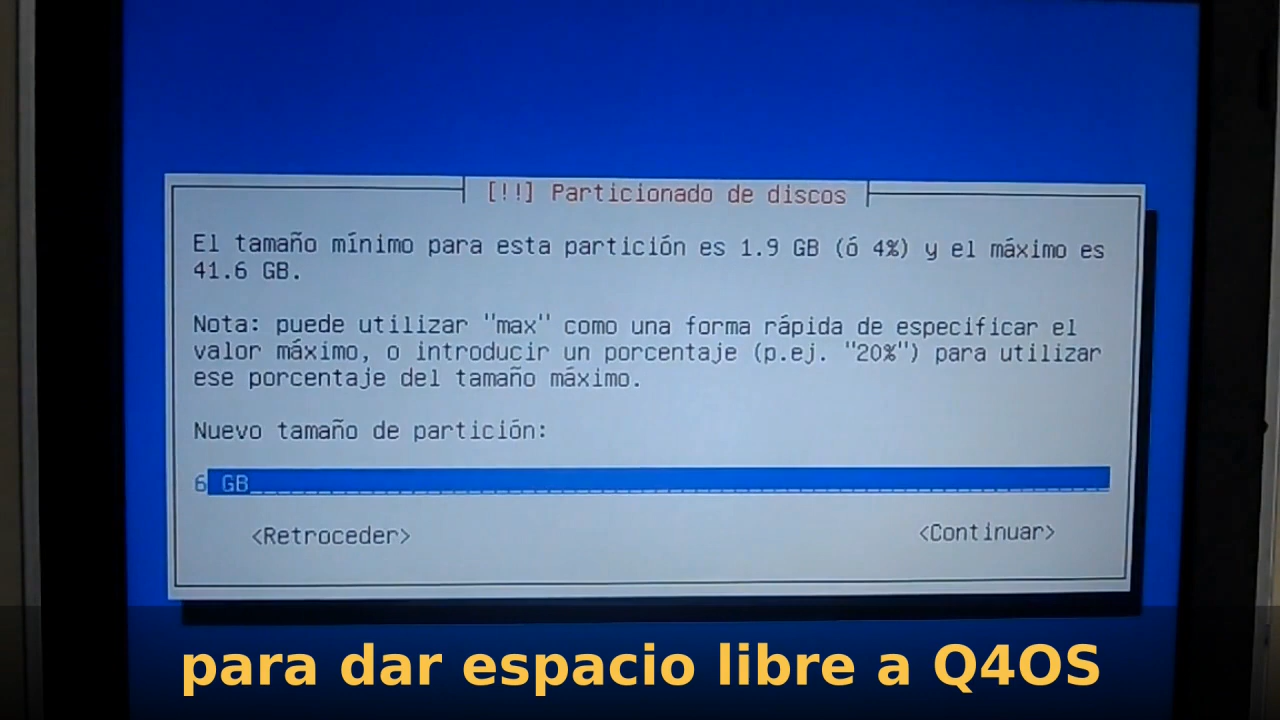 [!!] Particionado de discos
El tamaño mínimo para esta partición es 1.9 GB (ó 4%) y el máximo es
41.6 GB.
Nota: puede utilizar "max" como una forma rápida de especificar el
valor máximo, o introducir un porcentaje (p.ej. "20%") para utilizar
ese porcentaje del tamaño máximo.
Nuevo tamaño de partición:
6 GB
<Retroceder> <Continuar>
para dar espacio libre a Q4OS